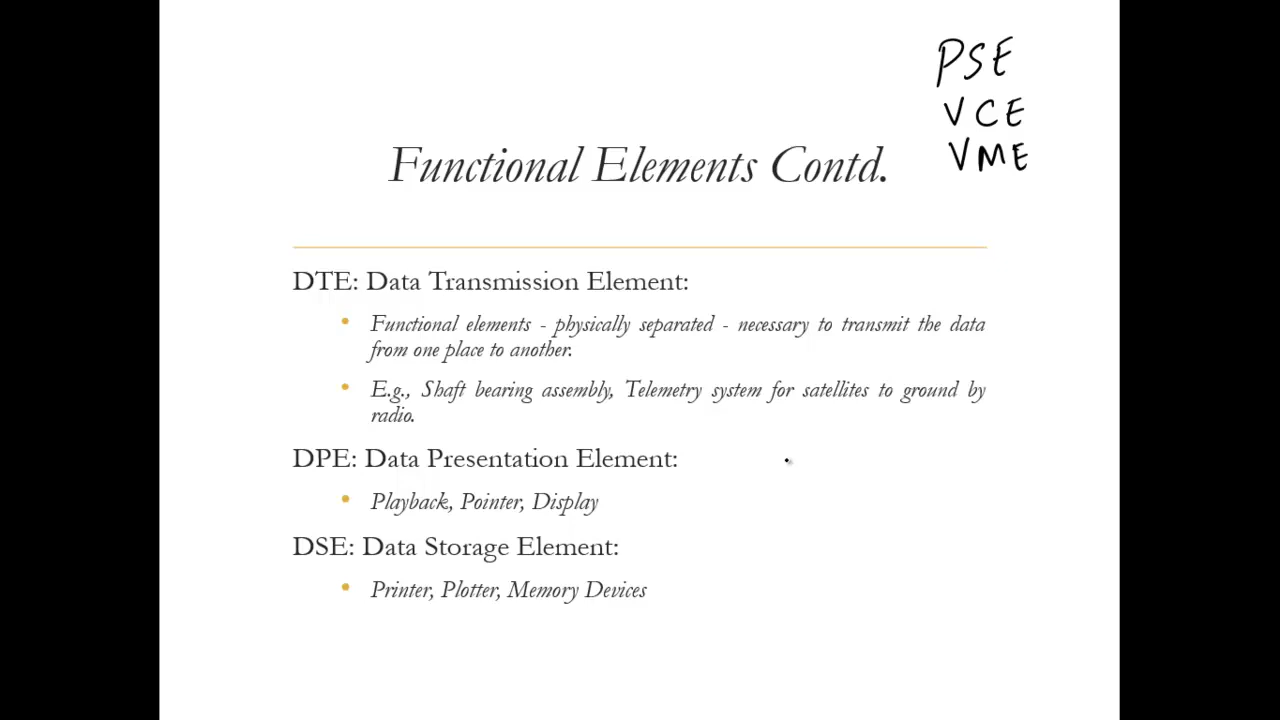 PSE
VCE
VME
Functional Elements Contd.
DTE: Data Transmission Element:
• Functional elements - physically separated - necessary to transmit the data
from one place to another.
• E.g., Shaft bearing assembly, Telemetry system for satellites to ground by
radio.
DPE: Data Presentation Element:
• Playback, Pointer, Display
DSE: Data Storage Element:
• Printer, Plotter, Memory Devices